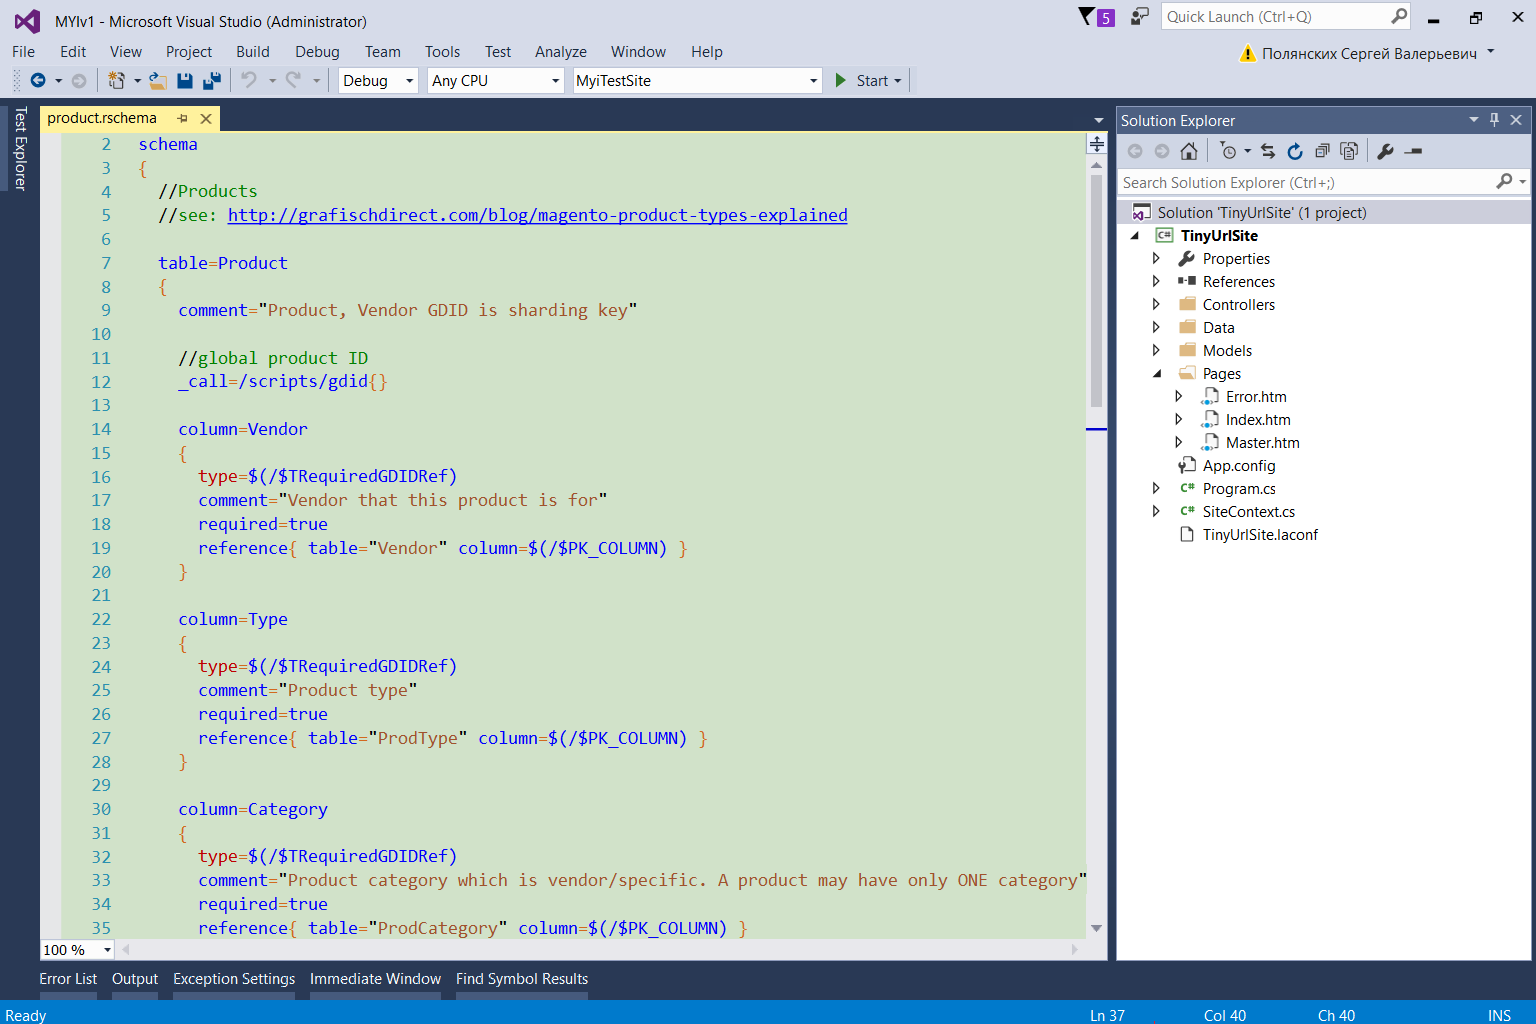 MYIv1 - Microsoft Visual Studio (Administrator)
5
Quick Launch (Ctrl+Q)
File Edit View Project Build Debug Team Tools Test Analyze Window Help
Полянских Сергей Валерьевич
Debug Any CPU MyiTestSite Start
Test Explorer
product.rschema
2 schema
3 {
4 //Products
5 //see: http://grafischdirect.com/blog/magento-product-types-explained
6
7 table=Product
8 {
9 comment="Product, Vendor GDID is sharding key"
10
11 //global product ID
12 _call=/scripts/gdid{}
13
14 column=Vendor
15 {
16 type=$(/$TRequiredGDIDRef)
17 comment="Vendor that this product is for"
18 required=true
19 reference{ table="Vendor" column=$(/$PK_COLUMN) }
20 }
21
22 column=Type
23 {
24 type=$(/$TRequiredGDIDRef)
25 comment="Product type"
26 required=true
27 reference{ table="ProdType" column=$(/$PK_COLUMN) }
28 }
29
30 column=Category
31 {
32 type=$(/$TRequiredGDIDRef)
33 comment="Product category which is vendor/specific. A product may have only ONE category"
34 required=true
35 reference{ table="ProdCategory" column=$(/$PK_COLUMN) }
100 %
Solution Explorer
Search Solution Explorer (Ctrl+;)
Solution 'TinyUrlSite' (1 project)
C# TinyUrlSite
Properties
References
Controllers
Data
Models
Pages
Error.htm
Index.htm
Master.htm
App.config
C# Program.cs
C# SiteContext.cs
TinyUrlSite.laconf
Error List Output Exception Settings Immediate Window Find Symbol Results
Ready Ln 37 Col 40 Ch 40 INS